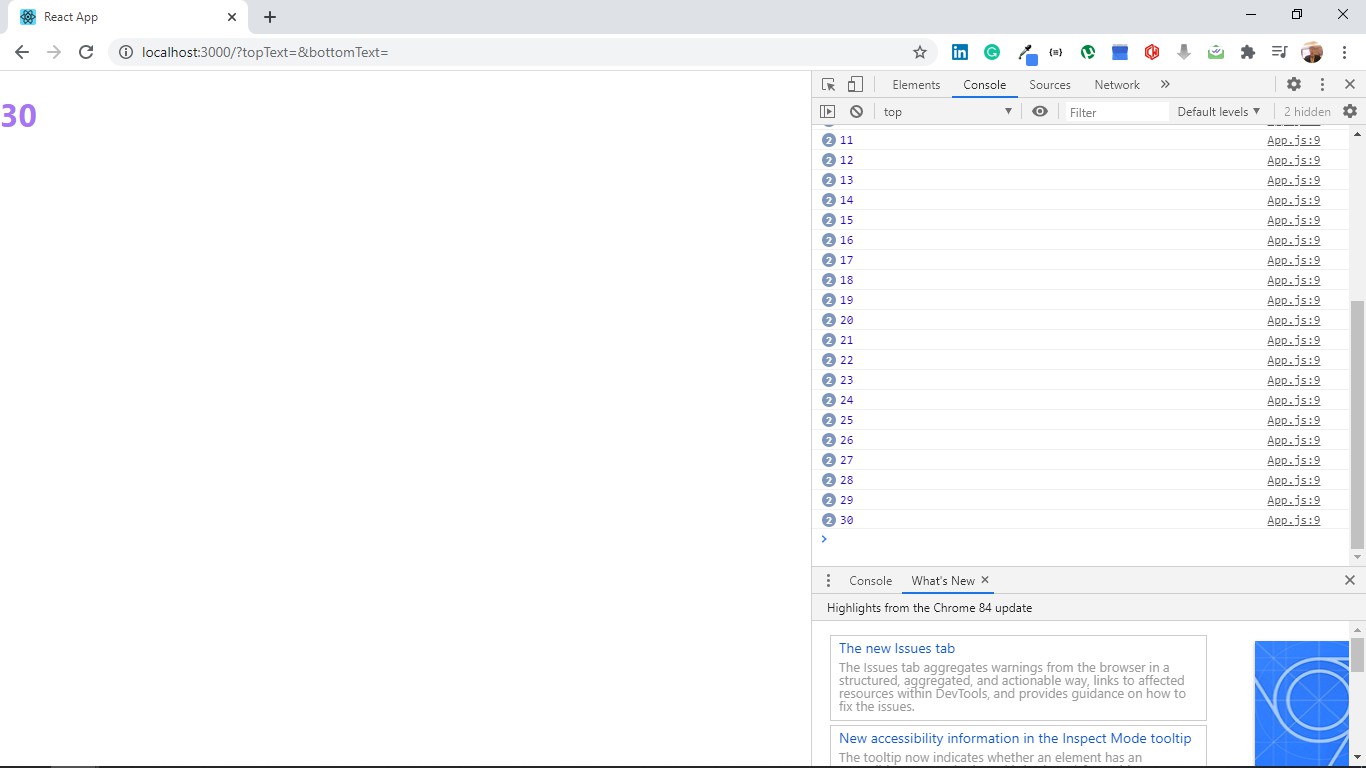 React App
localhost:3000/?topText=&bottomText=
30
Elements Console Sources Network
top Filter Default levels 2 hidden
2 11 App.js:9
2 12 App.js:9
2 13 App.js:9
2 14 App.js:9
2 15 App.js:9
2 16 App.js:9
2 17 App.js:9
2 18 App.js:9
2 19 App.js:9
2 20 App.js:9
2 21 App.js:9
2 22 App.js:9
2 23 App.js:9
2 24 App.js:9
2 25 App.js:9
2 26 App.js:9
2 27 App.js:9
2 28 App.js:9
2 29 App.js:9
2 30 App.js:9
Console What's New
Highlights from the Chrome 84 update
The new Issues tab
The Issues tab aggregates warnings from the browser in a
structured, aggregated, and actionable way, links to affected
resources within DevTools, and provides guidance on how to
fix the issues.
New accessibility information in the Inspect Mode tooltip
The tooltip now indicates whether an element has an